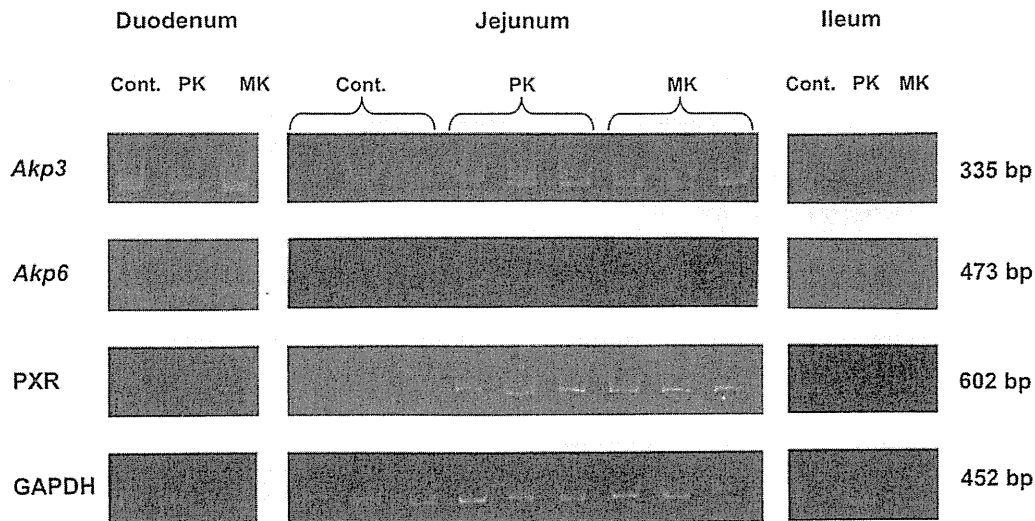 Duodenum Jejunum Ileum
Cont. PK MK Cont. PK MK Cont. PK MK
Akp3 335 bp
Akp6 473 bp
PXR 602 bp
GAPDH 452 bp